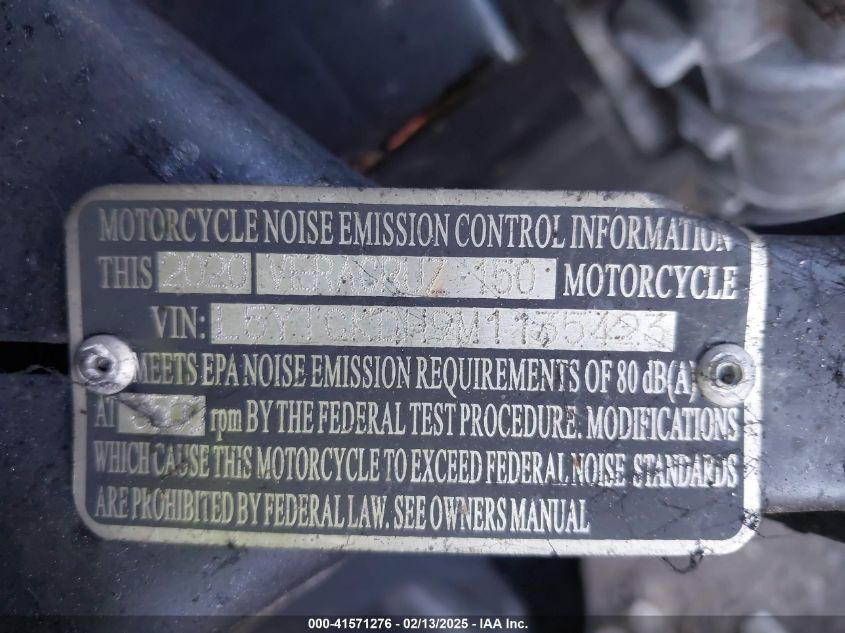 MOTORCYCLE NOISE EMISSION CONTROL INFORMATION
THIS 2020 VERACRUZ 150 MOTORCYCLE
VIN:
MEETS EPA NOISE EMISSION REQUIREMENTS OF 80 dB(A)
AT rpm BY THE FEDERAL TEST PROCEDURE. MODIFICATIONS
WHICH CAUSE THIS MOTORCYCLE TO EXCEED FEDERAL NOISE STANDARDS
ARE PROHIBITED BY FEDERAL LAW. SEE OWNERS MANUAL
000-41571276 - 02/13/2025 - IAA Inc.